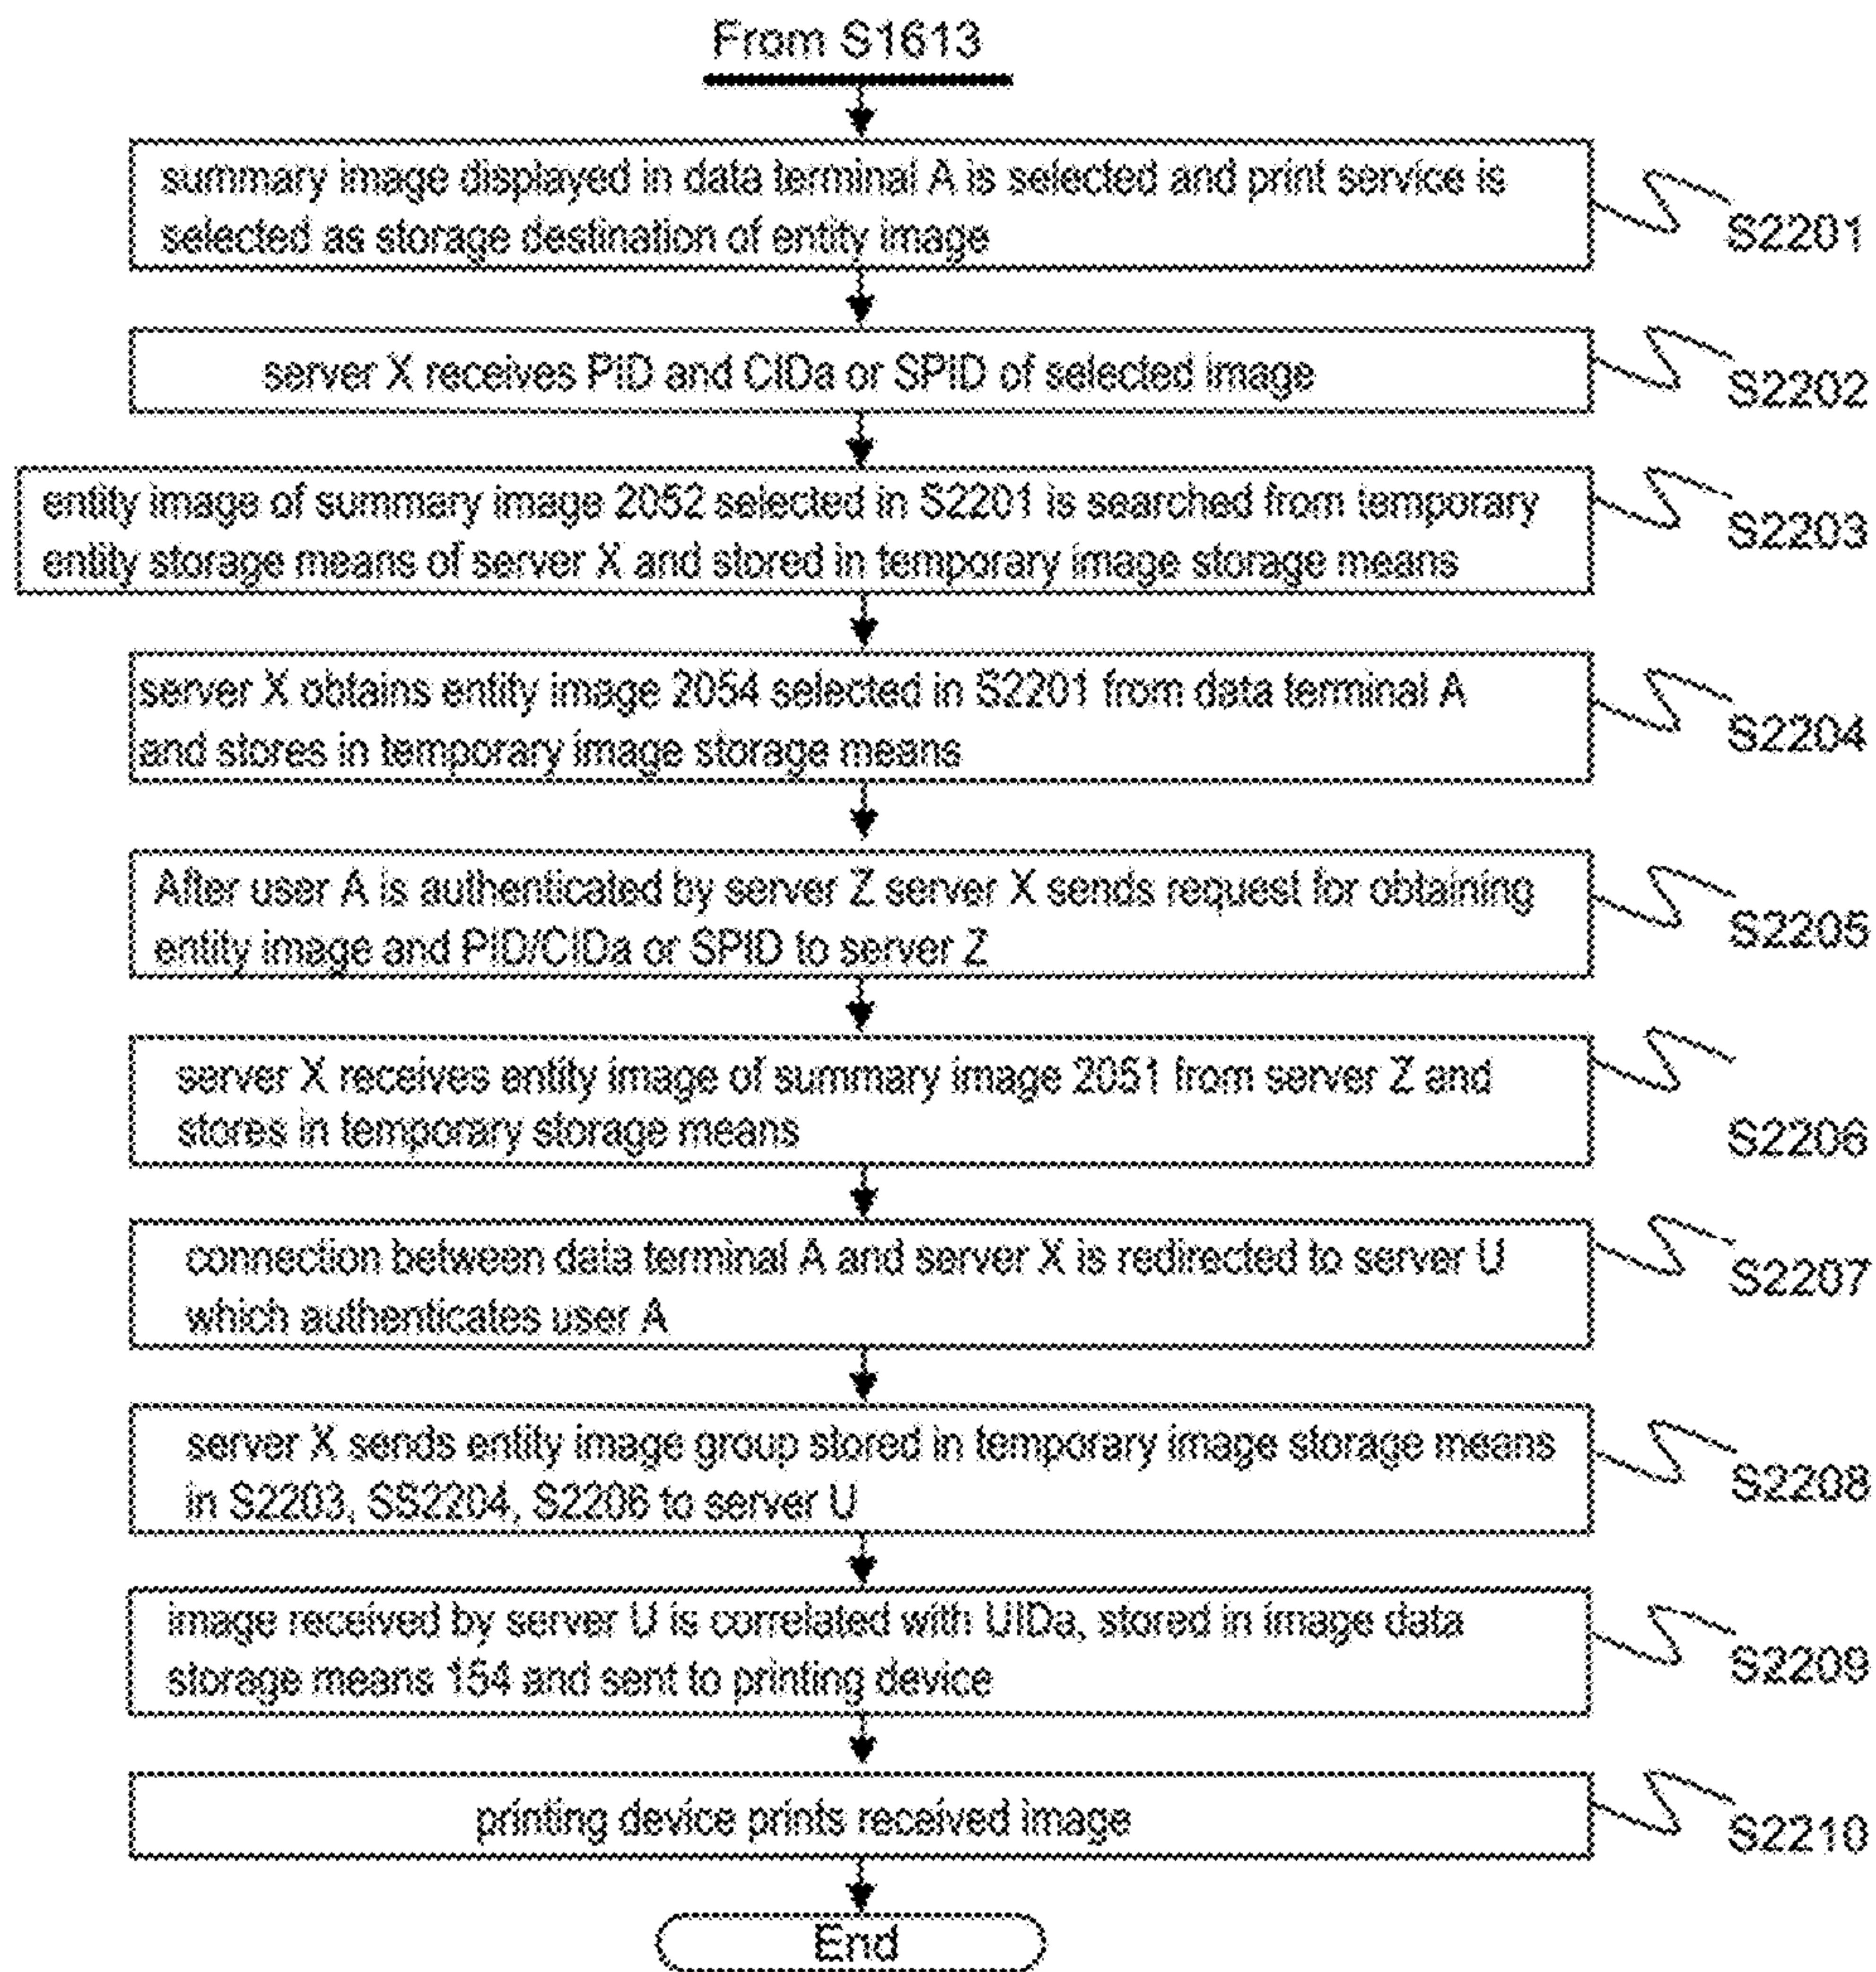 From S1613
summary image displayed in data terminal A is selected and print service is
selected as storage destination of entity image
S2201
server X receives PID and CIDa or SPID of selected image
S2202
entity image of summary image 2052 selected in S2201 is searched from temporary
entity storage means of server X and stored in temporary image storage means
S2203
server X obtains entity image 2054 selected in S2201 from data terminal A
and stores in temporary image storage means
S2204
After user A is authenticated by server Z server X sends request for obtaining
entity image and PID/CIDa or SPID to server Z
S2205
server X receives entity image of summary image 2051 from server Z and
stores in temporary storage means
S2206
connection between data terminal A and server X is redirected to server U
which authenticates user A
S2207
server X sends entity image group stored in temporary image storage means
in S2203, SS2204, S2206 to server U
S2208
image received by server U is correlated with UIDa, stored in image data
storage means 154 and sent to printing device
S2209
printing device prints received image
S2210
End